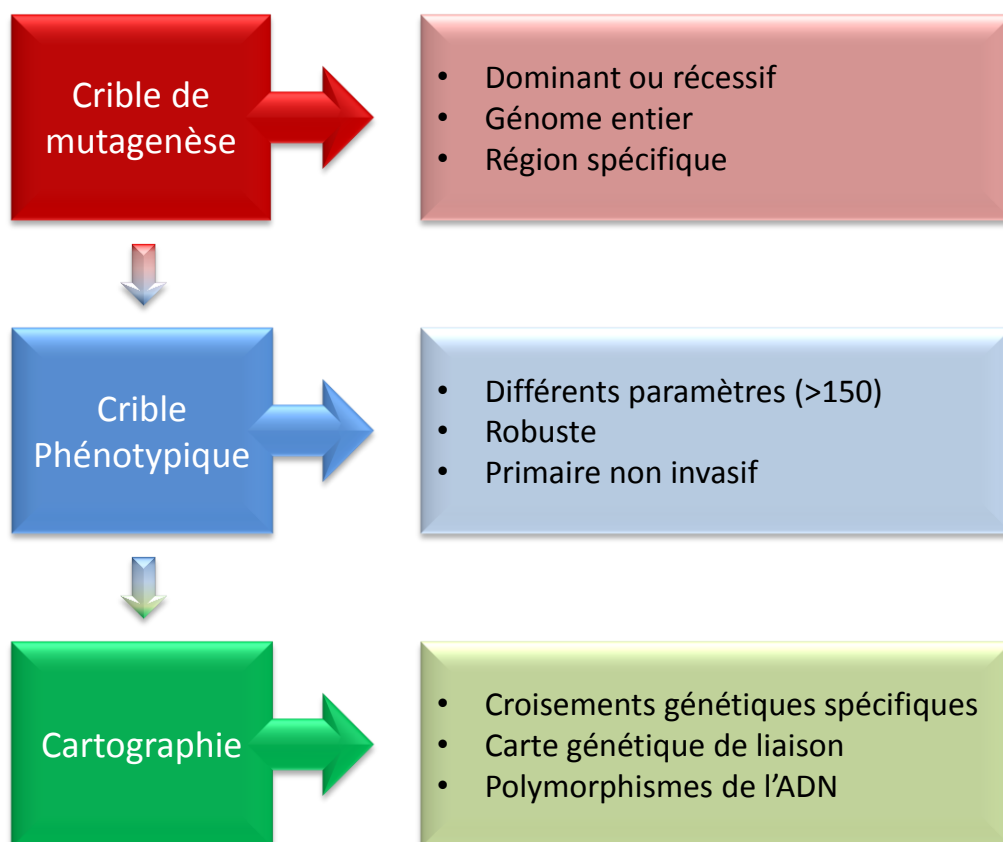 Crible de
mutagenèse
• Dominant ou récessif
• Génome entier
• Région spécifique
Crible
Phénotypique
• Différents paramètres (>150)
• Robuste
• Primaire non invasif
Cartographie
• Croisements génétiques spécifiques
• Carte génétique de liaison
• Polymorphismes de l’ADN